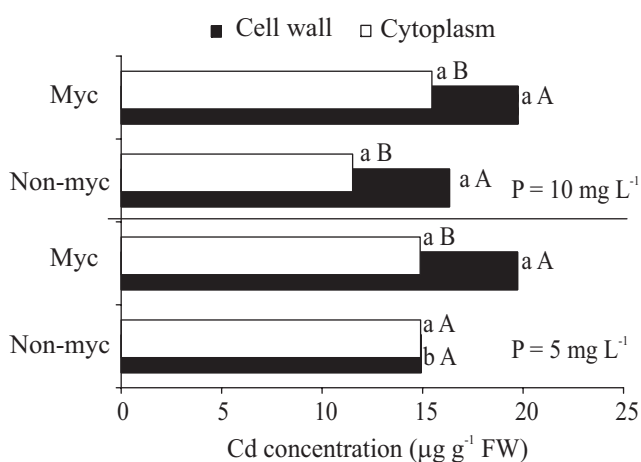 Cell wall Cytoplasm
a B
Myc a A
a B
Non-myc a A P = 10 mg L⁻¹
a B
Myc a A
a A
Non-myc b A P = 5 mg L⁻¹
0 5 10 15 20 25
Cd concentration (µg g⁻¹ FW)